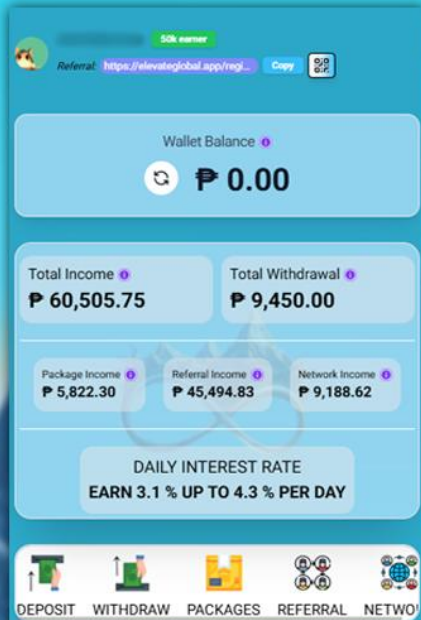 50k earner
Referral: https://elevateglobal.app/regi... Copy
Wallet Balance
₱ 0.00
Total Income Total Withdrawal
₱ 60,505.75 ₱ 9,450.00
Package Income Referral Income Network Income
₱ 5,822.30 ₱ 45,494.83 ₱ 9,188.62
DAILY INTEREST RATE
EARN 3.1 % UP TO 4.3 % PER DAY
DEPOSIT WITHDRAW PACKAGES REFERRAL NETWO